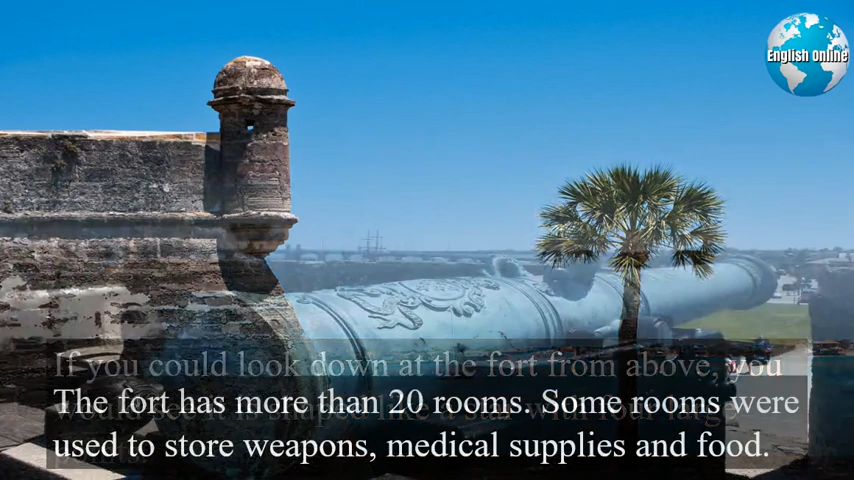 English online
If you could look down at the fort from above, you
The fort has more than 20 rooms. Some rooms were
used to store weapons, medical supplies and food.